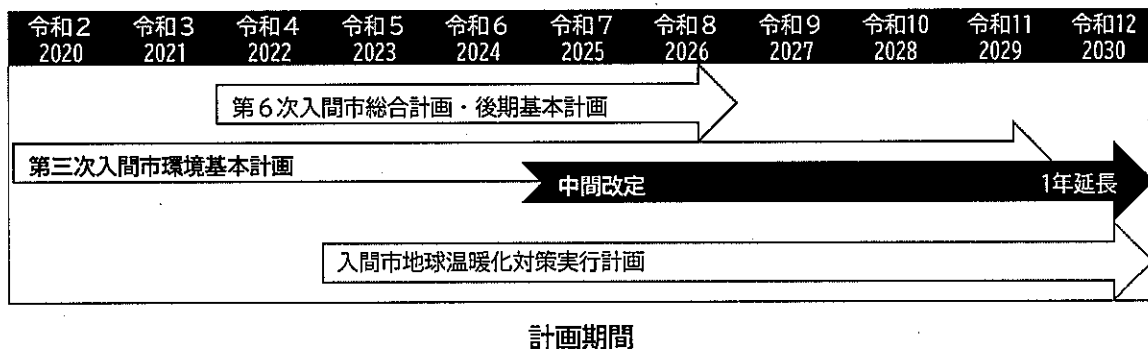 令和2 令和3 令和4 令和5 令和6 令和7 令和8 令和9 令和10 令和11 令和12
2020 2021 2022 2023 2024 2025 2026 2027 2028 2029 2030
第6次入間市総合計画・後期基本計画
第三次入間市環境基本計画
中間改定
1年延長
入間市地球温暖化対策実行計画
計画期間